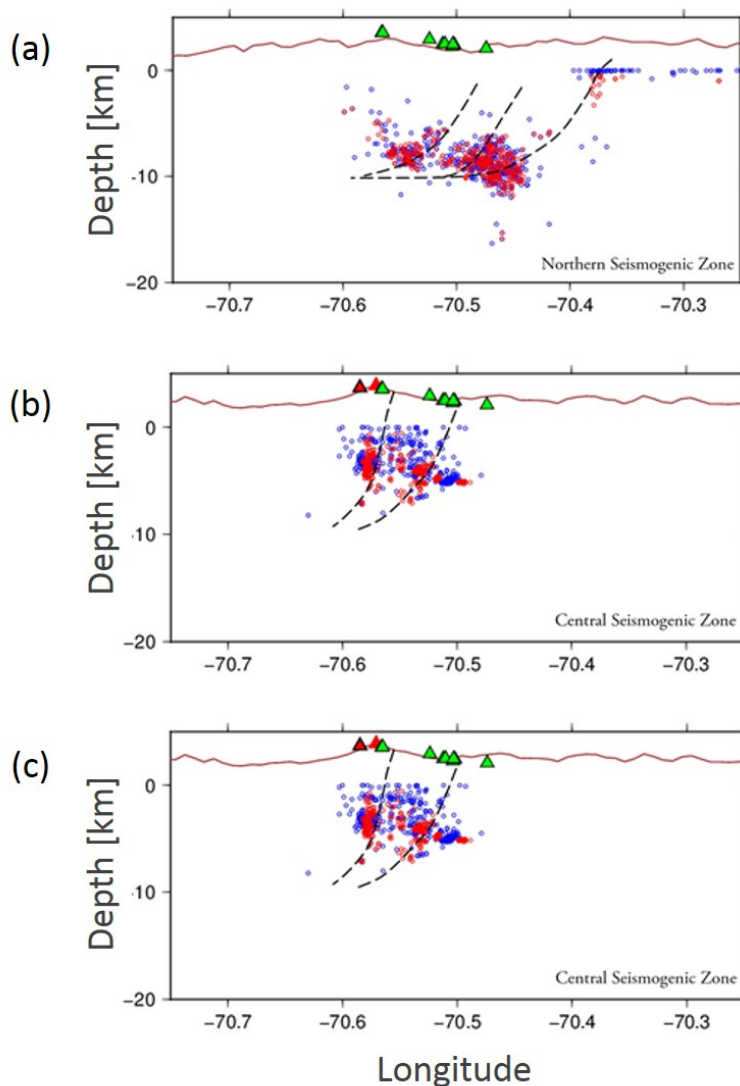 (a)
Depth [km]
0
-10
-20
Northern Seismogenic Zone
-70.7 -70.6 -70.5 -70.4 -70.3
(b)
Depth [km]
0
-10
-20
Central Seismogenic Zone
-70.7 -70.6 -70.5 -70.4 -70.3
(c)
Depth [km]
0
-10
-20
Central Seismogenic Zone
-70.7 -70.6 -70.5 -70.4 -70.3
Longitude